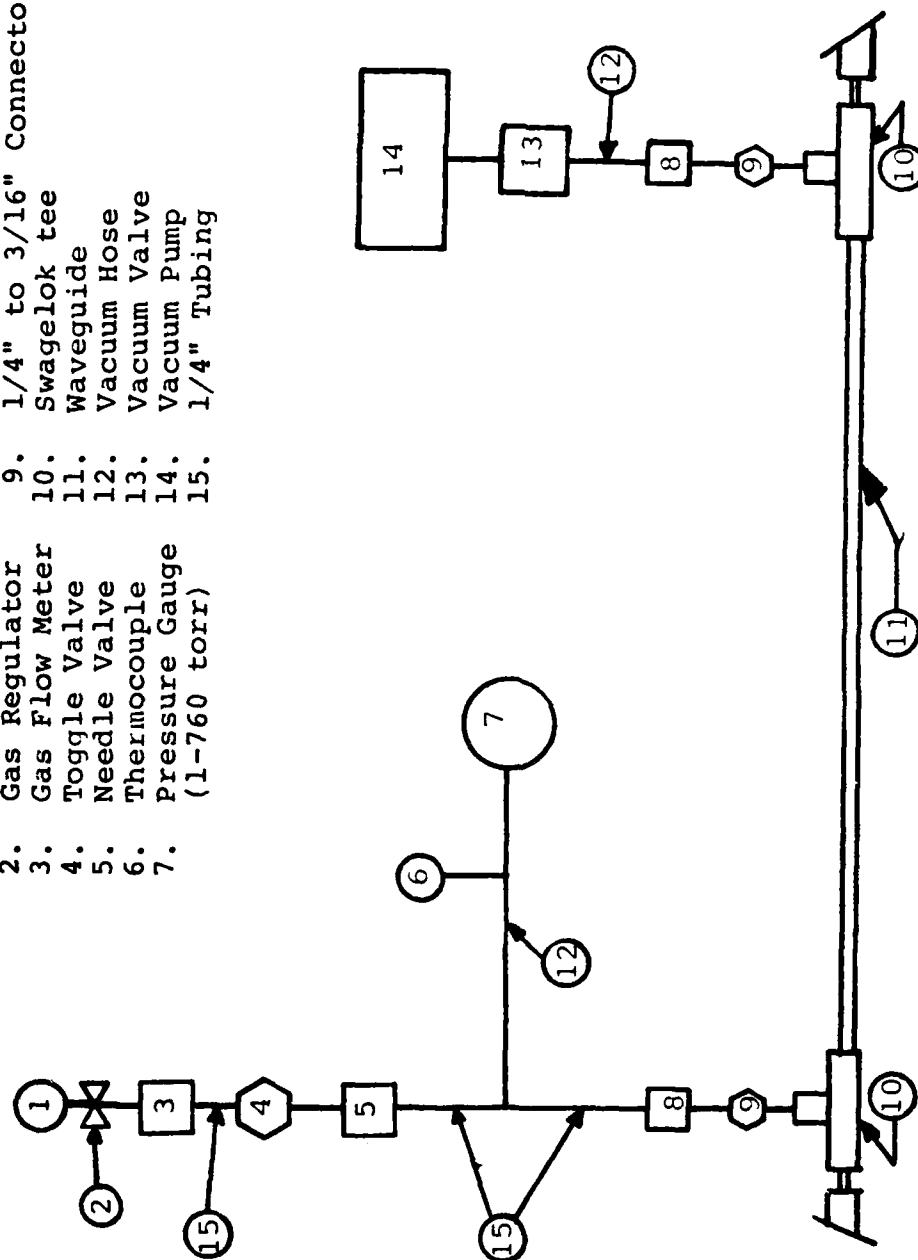 2. Gas Regulator
3. Gas Flow Meter
4. Toggle Valve
5. Needle Valve
6. Thermocouple
7. Pressure Gauge
(1-760 torr)
9. 1/4" to 3/16" Connecto
10. Swagelok tee
11. Waveguide
12. Vacuum Hose
13. Vacuum Valve
14. Vacuum Pump
15. 1/4" Tubing
1
2
3
15
4
5
15
6
7
12
8
9
10
11
14
13
12
8
9
10